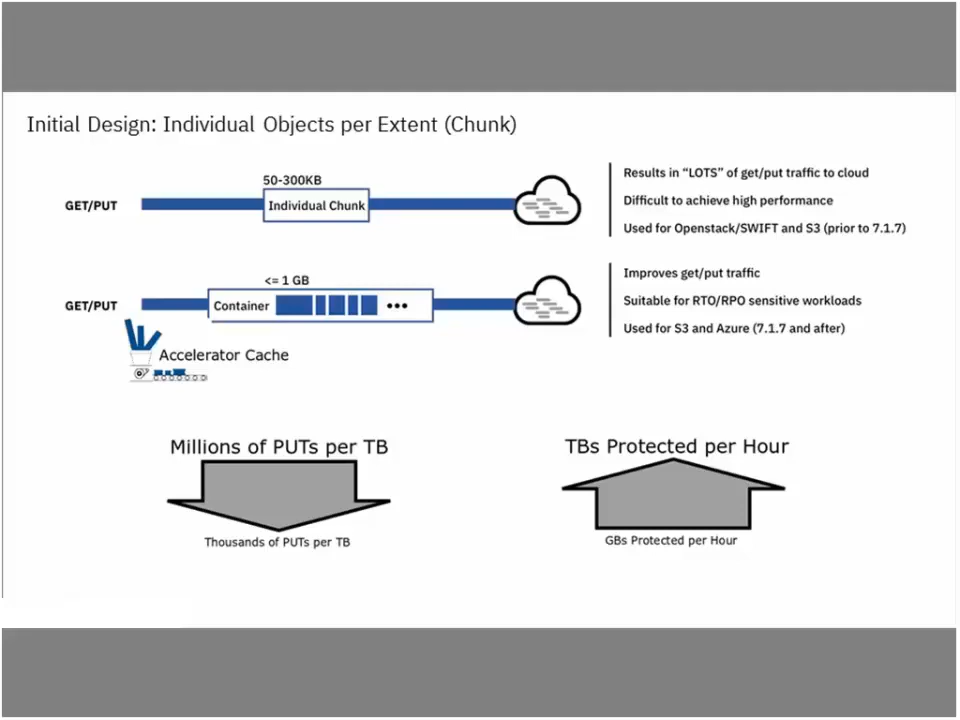 Initial Design: Individual Objects per Extent (Chunk)
50-300KB
GET/PUT
Individual Chunk
Results in “LOTS” of get/put traffic to cloud
Difficult to achieve high performance
Used for Openstack/SWIFT and S3 (prior to 7.1.7)
<= 1 GB
GET/PUT
Container
•••
Improves get/put traffic
Suitable for RTO/RPO sensitive workloads
Used for S3 and Azure (7.1.7 and after)
Accelerator Cache
Millions of PUTs per TB
Thousands of PUTs per TB
TBs Protected per Hour
GBs Protected per Hour